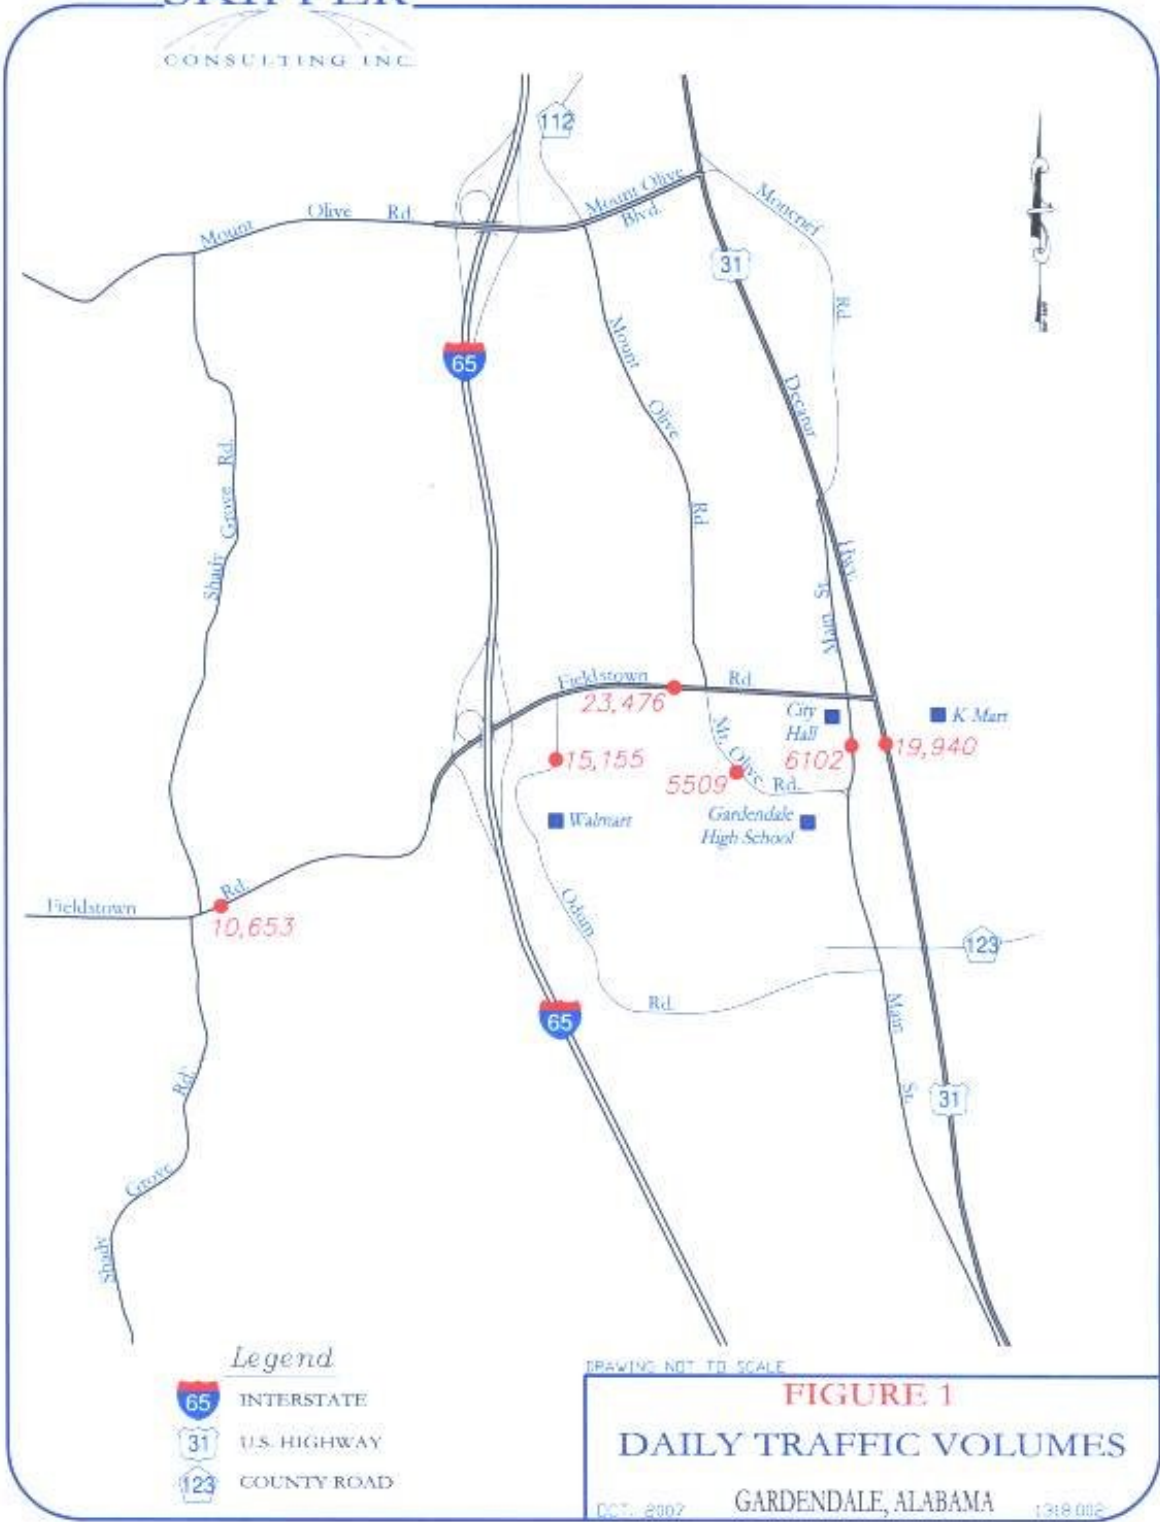 SKIPPER
CONSULTING INC
112
Mount Olive Rd.
Mount Olive
Blvd.
Moncrief Rd.
31
65
Mount Olive Rd
Decatur Hwy.
Shady Grove Rd.
Main St.
Fieldstown Rd
23,476
City
Hall
K Mart
15,155
Mt. Olive Rd.
5509
6102
19,940
Walmart
Gardendale
High School
Fieldstown Rd.
10,653
Odum Rd.
123
65
Main St.
31
Shady Grove Rd.
Legend
65 INTERSTATE
31 U.S. HIGHWAY
123 COUNTY ROAD
DRAWING NOT TO SCALE
FIGURE 1
DAILY TRAFFIC VOLUMES
GARDENDALE, ALABAMA
OCT. 2007